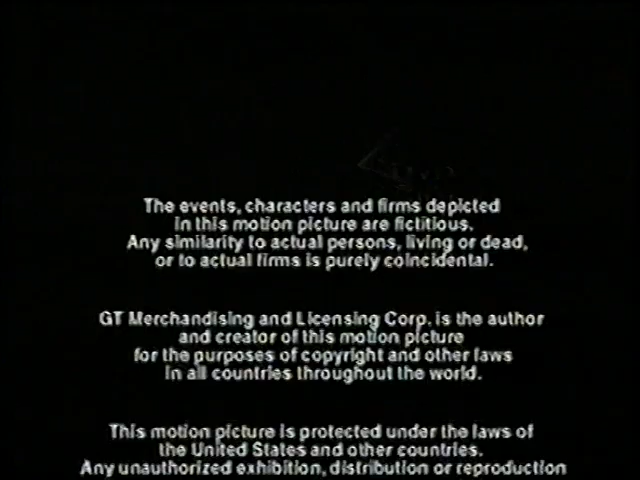 The events, characters and firms depicted
in this motion picture are fictitious.
Any similarity to actual persons, living or dead,
or to actual firms is purely coincidental.
GT Merchandising and Licensing Corp. is the author
and creator of this motion picture
for the purposes of copyright and other laws
in all countries throughout the world.
This motion picture is protected under the laws of
the United States and other countries.
Any unauthorized exhibition, distribution or reproduction